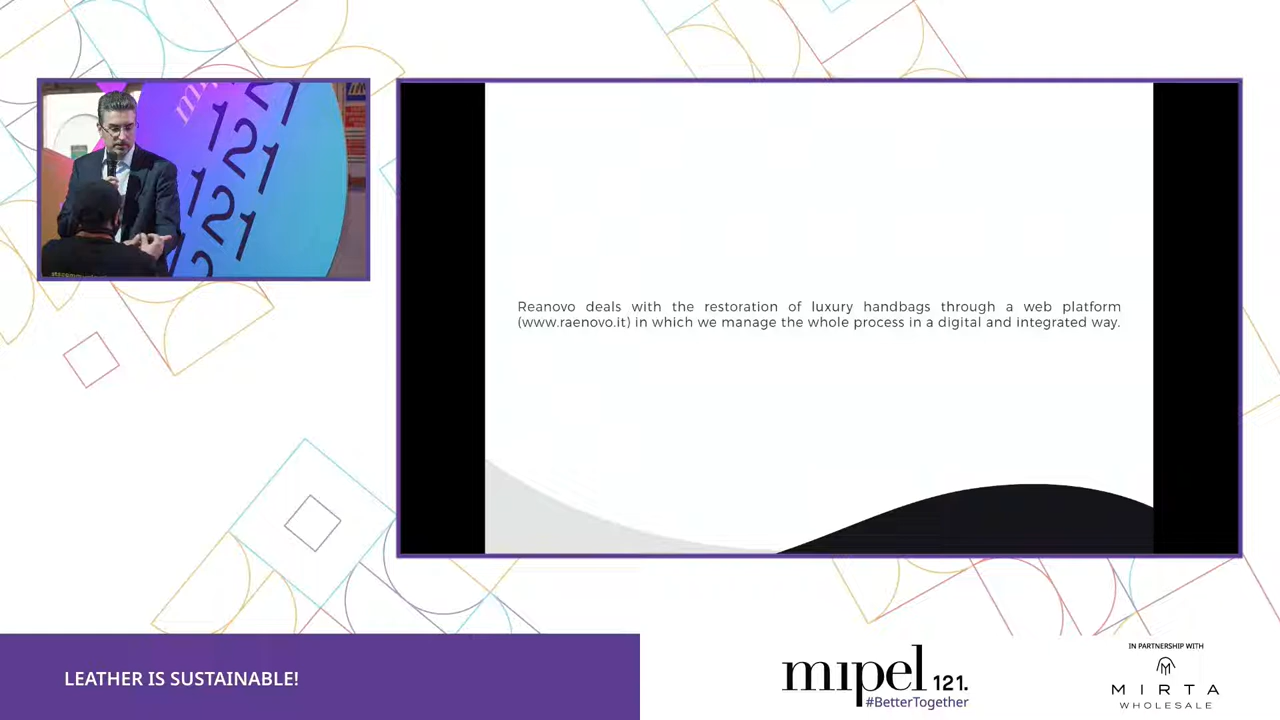 121
121
121
Reanovo deals with the restoration of luxury handbags through a web platform
(www.raenovo.it) in which we manage the whole process in a digital and integrated way.
LEATHER IS SUSTAINABLE!
mipel 121.
#BetterTogether
IN PARTNERSHIP WITH
MIRTA
WHOLESALE